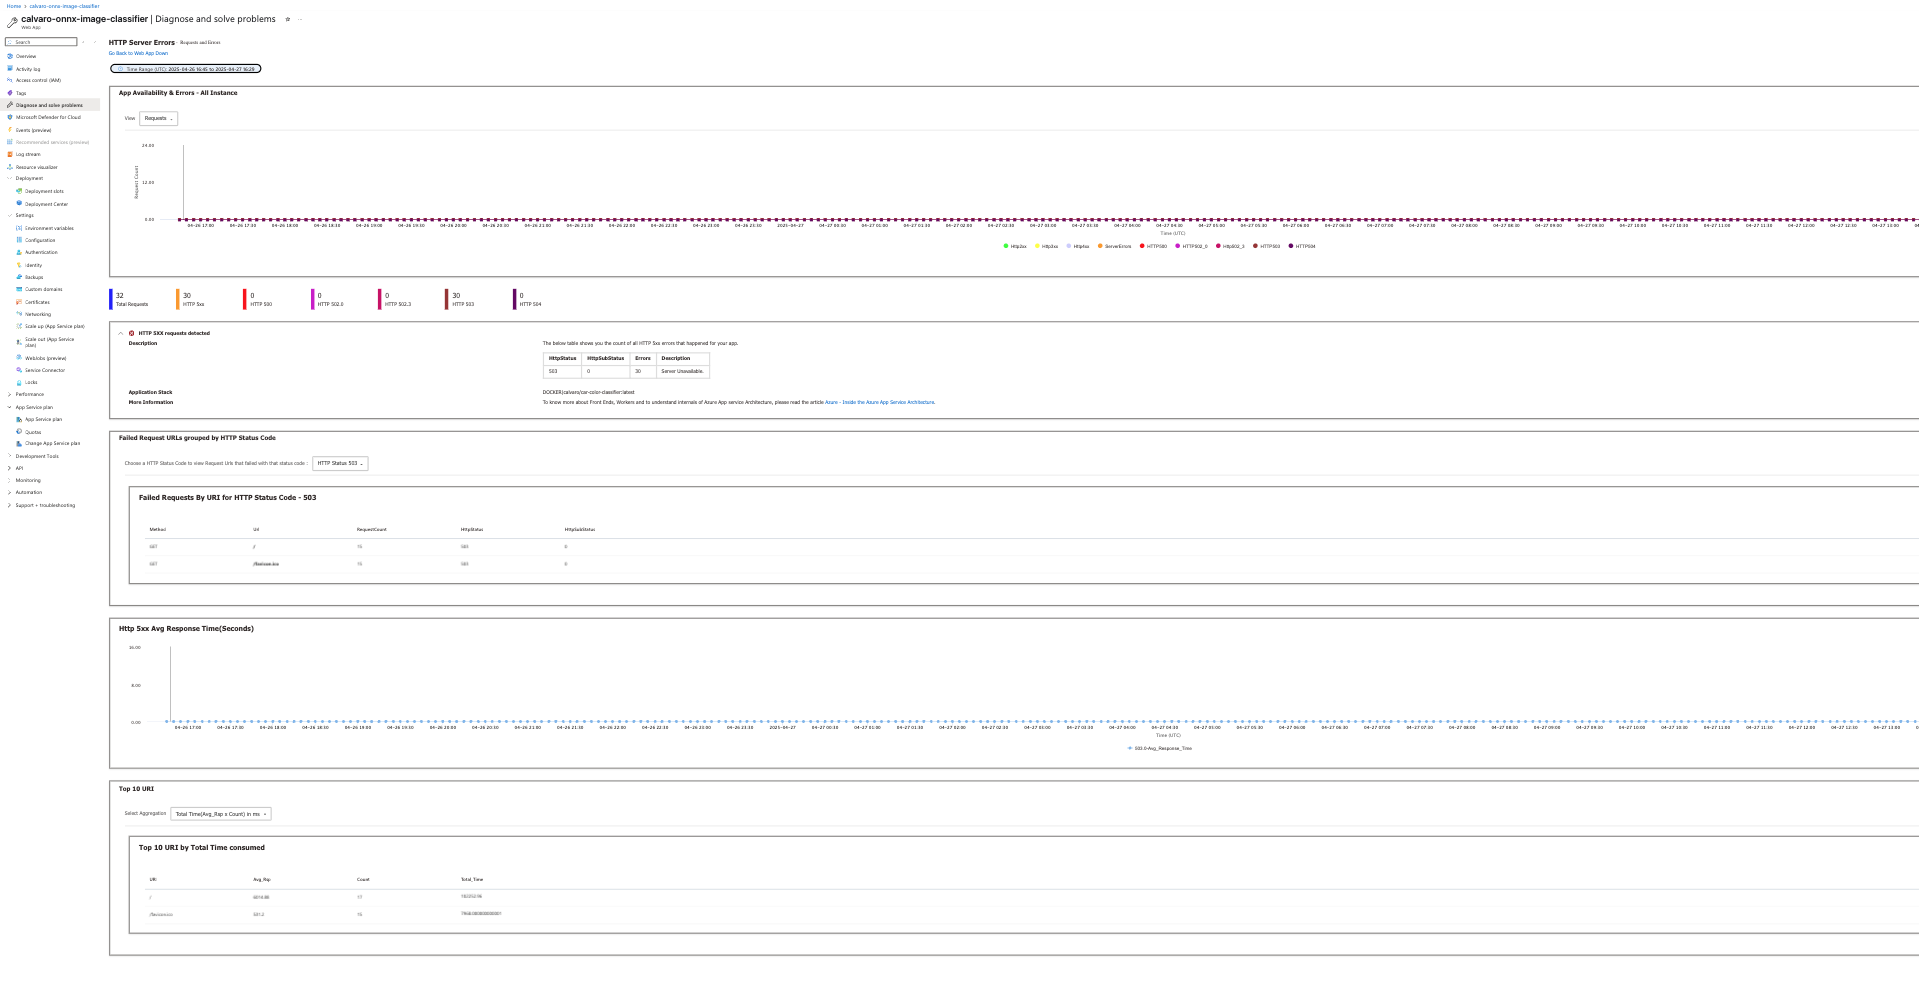 Home > calvaro-onnx-image-classifier
calvaro-onnx-image-classifier | Diagnose and solve problems
Web App
Search
Overview
Activity log
Access control (IAM)
Tags
Diagnose and solve problems
Microsoft Defender for Cloud
Events (preview)
Recommended services (preview)
Log stream
Resource visualizer
Deployment
Deployment slots
Deployment Center
Settings
Environment variables
Configuration
Authentication
Identity
Backups
Custom domains
Certificates
Networking
Scale up (App Service plan)
Scale out (App Service
plan)
WebJobs (preview)
Service Connector
Locks
Performance
App Service plan
App Service plan
Quotas
Change App Service plan
Development Tools
API
Monitoring
Automation
Support + troubleshooting
HTTP Server Errors - Requests and Errors
Go Back to Web App Down
Time Range (UTC): 2025-04-26 16:45 to 2025-04-27 16:29
App Availability & Errors - All Instance
View Requests
24.00
12.00
0.00
Request Count
04-26 17:00 04-26 17:30 04-26 18:00 04-26 18:30 04-26 19:00 04-26 19:30 04-26 20:00 04-26 20:30 04-26 21:00 04-26 21:30 04-26 22:00 04-26 22:30 04-26 23:00 04-26 23:30 2025-04-27 04-27 00:30 04-27 01:00 04-27 01:30 04-27 02:00 04-27 02:30 04-27 03:00 04-27 03:30 04-27 04:00 04-27 04:30 04-27 05:00 04-27 05:30 04-27 06:00 04-27 06:30 04-27 07:00 04-27 07:30 04-27 08:00 04-27 08:30 04-27 09:00 04-27 09:30 04-27 10:00 04-27 10:30 04-27 11:00 04-27 11:30 04-27 12:00 04-27 12:30 04-27 13:00
Time (UTC)
Http2xx Http3xx Http4xx ServerErrors HTTP500 HTTP502_0 Http502_3 HTTP503 HTTP504
32 30 0 0 0 30 0
Total Requests HTTP 5xx HTTP 500 HTTP 502.0 HTTP 502.3 HTTP 503 HTTP 504
HTTP 5XX requests detected
Description The below table shows you the count of all HTTP 5xx errors that happened for your app.
HttpStatus HttpSubStatus Errors Description
503 0 30 Server Unavailable.
Application Stack DOCKER|calvaro/car-color-classifier:latest
More Information To know more about Front Ends, Workers and to understand internals of Azure App service Architecture, please read the article Azure - Inside the Azure App Service Architecture.
Failed Request URLs grouped by HTTP Status Code
Choose a HTTP Status Code to view Request Urls that failed with that status code : HTTP Status 503
Failed Requests By URI for HTTP Status Code - 503
Method Url RequestCount HttpStatus HttpSubStatus
GET / 15 503 0
GET /favicon.ico 15 503 0
Http 5xx Avg Response Time(Seconds)
16.00
8.00
0.00
04-26 17:00 04-26 17:30 04-26 18:00 04-26 18:30 04-26 19:00 04-26 19:30 04-26 20:00 04-26 20:30 04-26 21:00 04-26 21:30 04-26 22:00 04-26 22:30 04-26 23:00 04-26 23:30 2025-04-27 04-27 00:30 04-27 01:00 04-27 01:30 04-27 02:00 04-27 02:30 04-27 03:00 04-27 03:30 04-27 04:00 04-27 04:30 04-27 05:00 04-27 05:30 04-27 06:00 04-27 06:30 04-27 07:00 04-27 07:30 04-27 08:00 04-27 08:30 04-27 09:00 04-27 09:30 04-27 10:00 04-27 10:30 04-27 11:00 04-27 11:30 04-27 12:00 04-27 12:30 04-27 13:00
Time (UTC)
503.0-Avg_Response_Time
Top 10 URI
Select Aggregation Total Time(Avg_Rsp x Count) in ms
Top 10 URI by Total Time consumed
URI Avg_Rsp Count Total_Time
/ 17
/favicon.ico 531.2 15